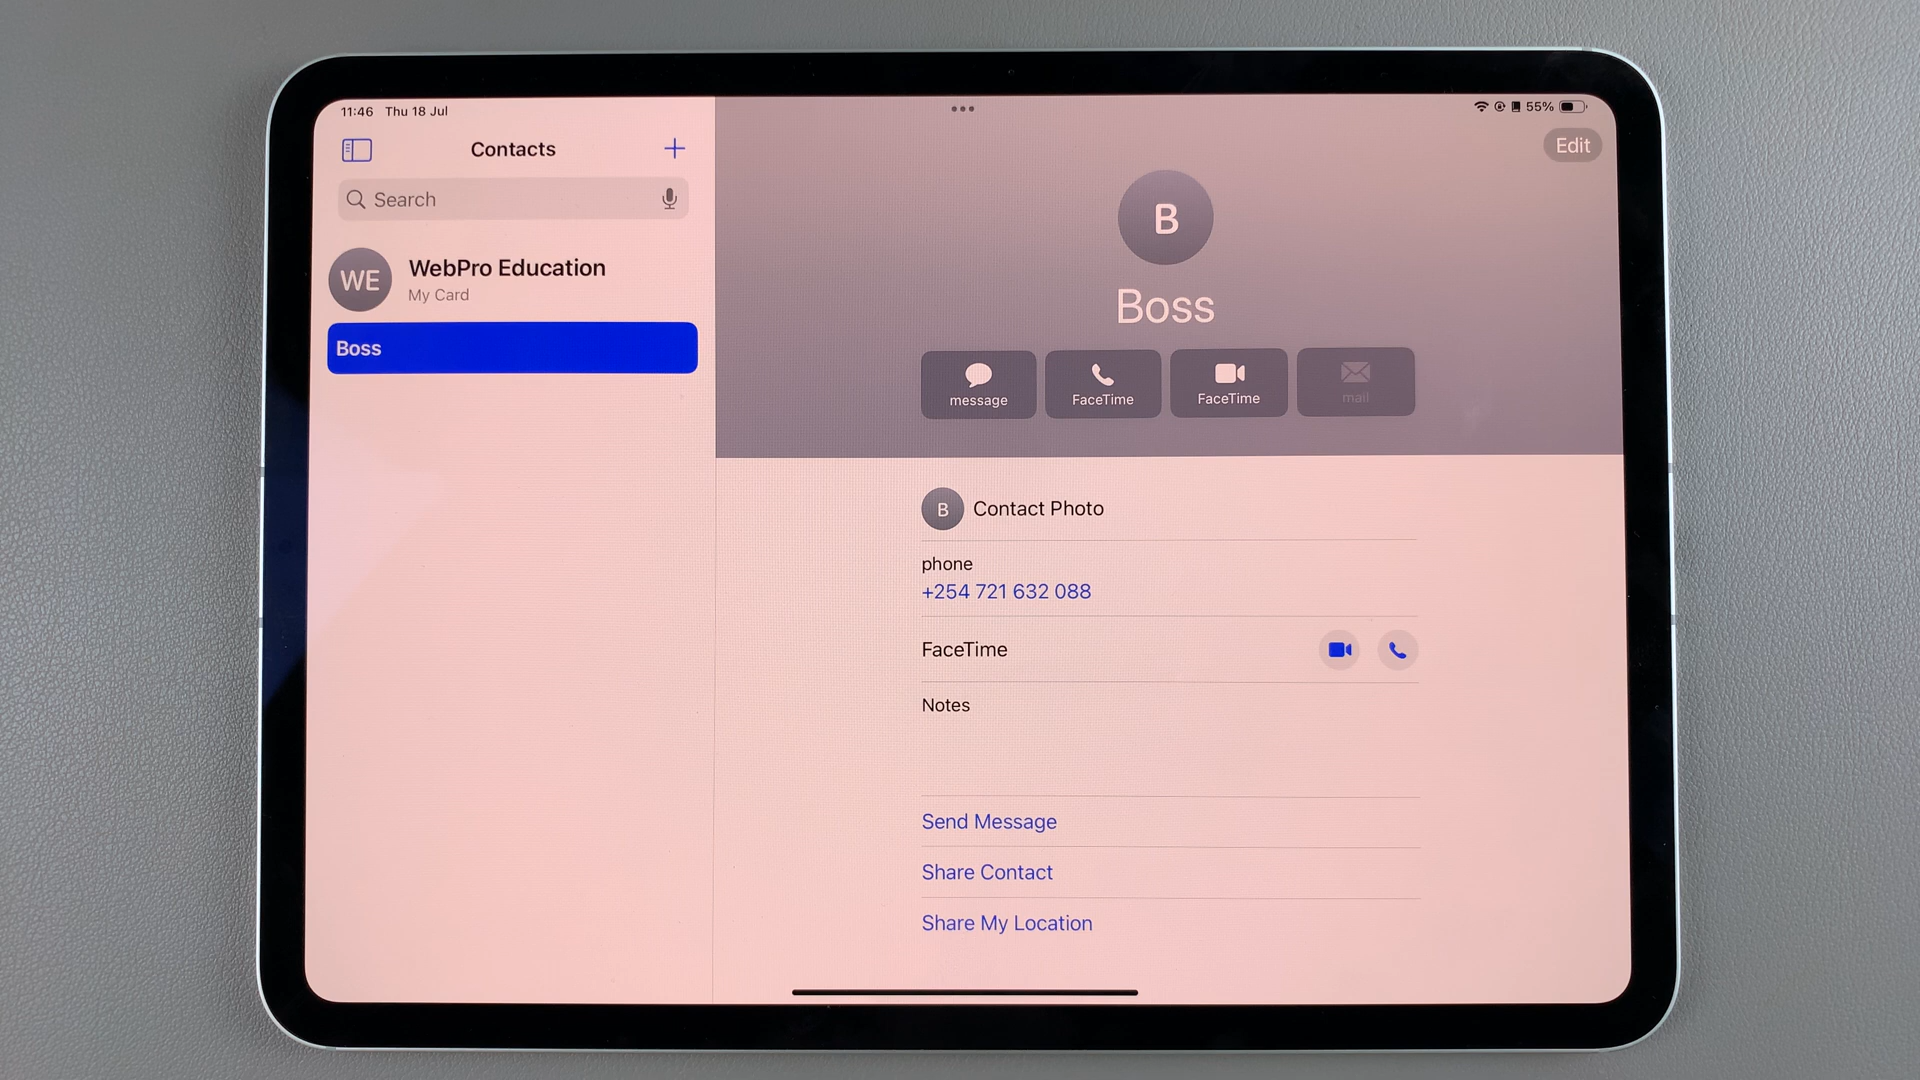 11:46 Thu 18 Jul
55%
Contacts
Search
WE
WebPro Education
My Card
Boss
Edit
B
Boss
message
FaceTime
FaceTime
mail
B
Contact Photo
phone
+254 721 632 088
FaceTime
Notes
Send Message
Share Contact
Share My Location